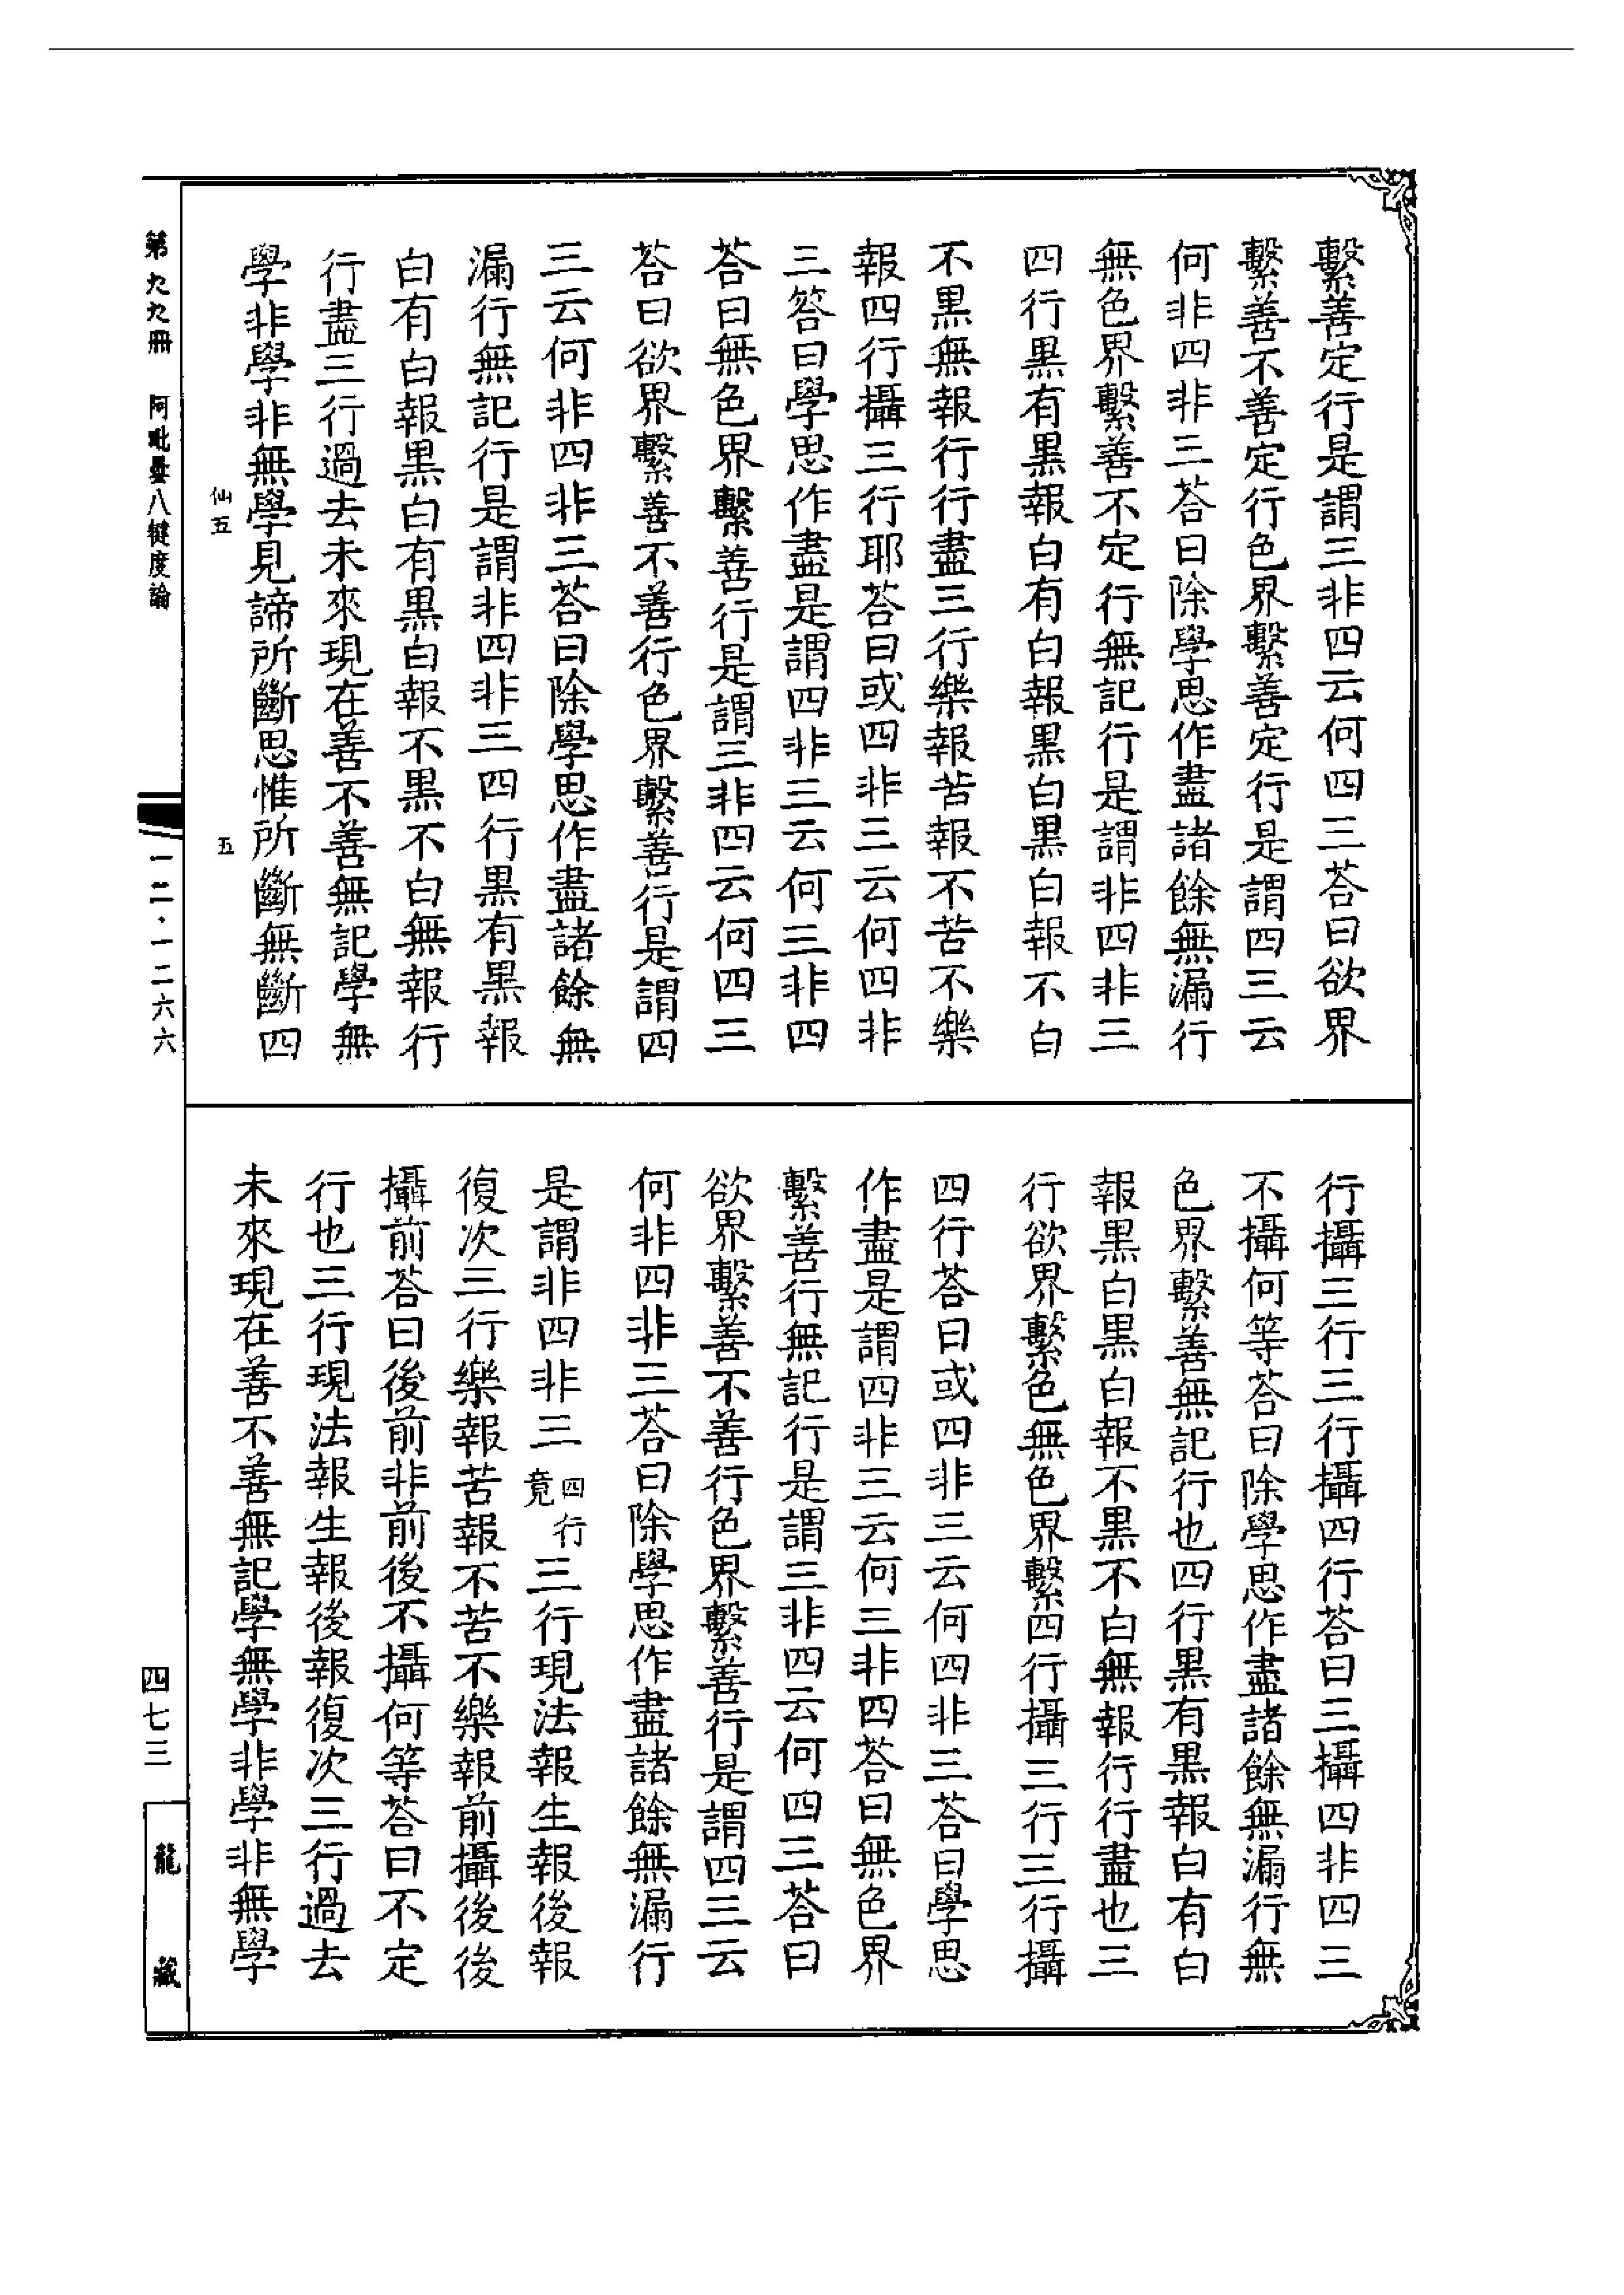 繫善定行是謂三非四云何四三荅曰欲界
繫善不善定行色界繫善定行是謂四三云
何非四非三荅曰除學思作盡諸餘無漏行
無色界繫善不定行無記行是謂非四非三
四行黑有黑報白有白報黑白黑白報不白
不黑無報行行盡三行樂報苦報不苦不樂
報四行攝三行耶荅曰或四非三云何四非
三答曰學思作盡是謂四非三云何三非四
荅曰無色界繫善行是謂三非四云何四三
荅曰欲界繫善不善行色界繫善行是謂四
三云何非四非三荅曰除學思作盡諸餘無
漏行無記行是謂非四非三四行黑有黑報
白有白報黑白有黑白報不黑不白無報行
行盡三行過去未來現在善不善無記學無
學非學非無學見諦所斷思惟所斷無斷四
仙五
五
行攝三行三行攝四行荅曰三攝四非四三
不攝何等荅曰除學思作盡諸餘無漏行無
色界繫善無記行也四行黑有黑報白有白
報黑白黑白報不黑不白無報行行盡也三
行欲界繫色無色界繫四行攝三行三行攝
四行荅曰或四非三云何四非三荅曰學思
作盡是謂四非三云何三非四荅曰無色界
繫善行無記行是謂三非四云何四三荅曰
欲界繫善不善行色界繫善行是謂四三云
何非四非三荅曰除學思作盡諸餘無漏行
是謂非四非三四行竟三行現法報生報後報
復次三行樂報苦報不苦不樂報前攝後後
攝前荅曰後前非前後不攝何等荅曰不定
行也三行現法報生報後報復次三行過去
未來現在善不善無記學無學非學非無學
第九九冊 阿毗曇八犍度論
一二·一二六六
四七三
龍藏